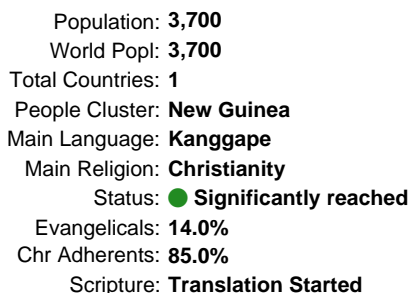 Population: 3,700
World Popl: 3,700
Total Countries: 1
People Cluster: New Guinea
Main Language: Kanggape
Main Religion: Christianity
Status: Significantly reached
Evangelicals: 14.0%
Chr Adherents: 85.0%
Scripture: Translation Started